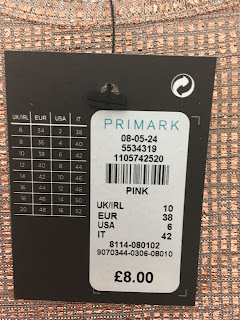 UK/IRL EUR USA IT
6 34 2 38
8 36 4 40
10 38 6 42
12 40 8 44
14 42 10 46
16 44 12 48
18 46 14 50
20 48 16 52
PRIMARK
08-05-24
5534319
1105742520
PINK
UK/IRL 10
EUR 38
USA 6
IT 42
8114-080102
9070344-0306-08010
£8.00